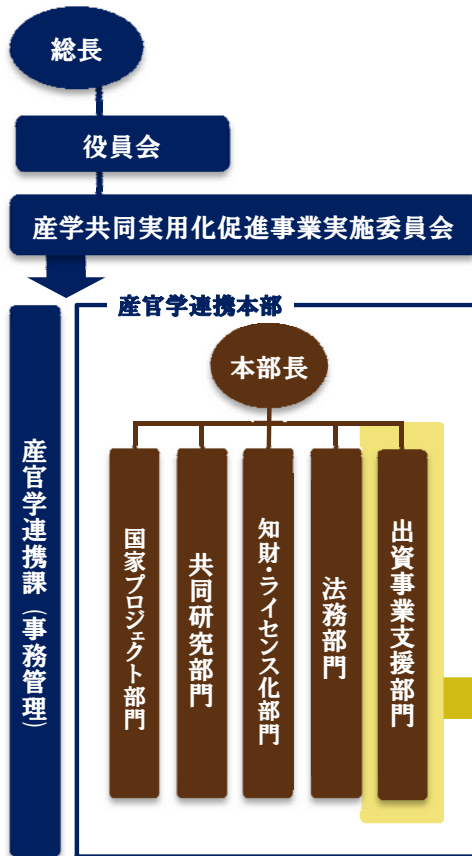 総長
役員会
産学共同実用化促進事業実施委員会
産官学連携本部
本部長
産官学連携課（事務管理）
国家プロジェクト部門
共同研究部門
知財・ライセンス化部門
法務部門
出資事業支援部門